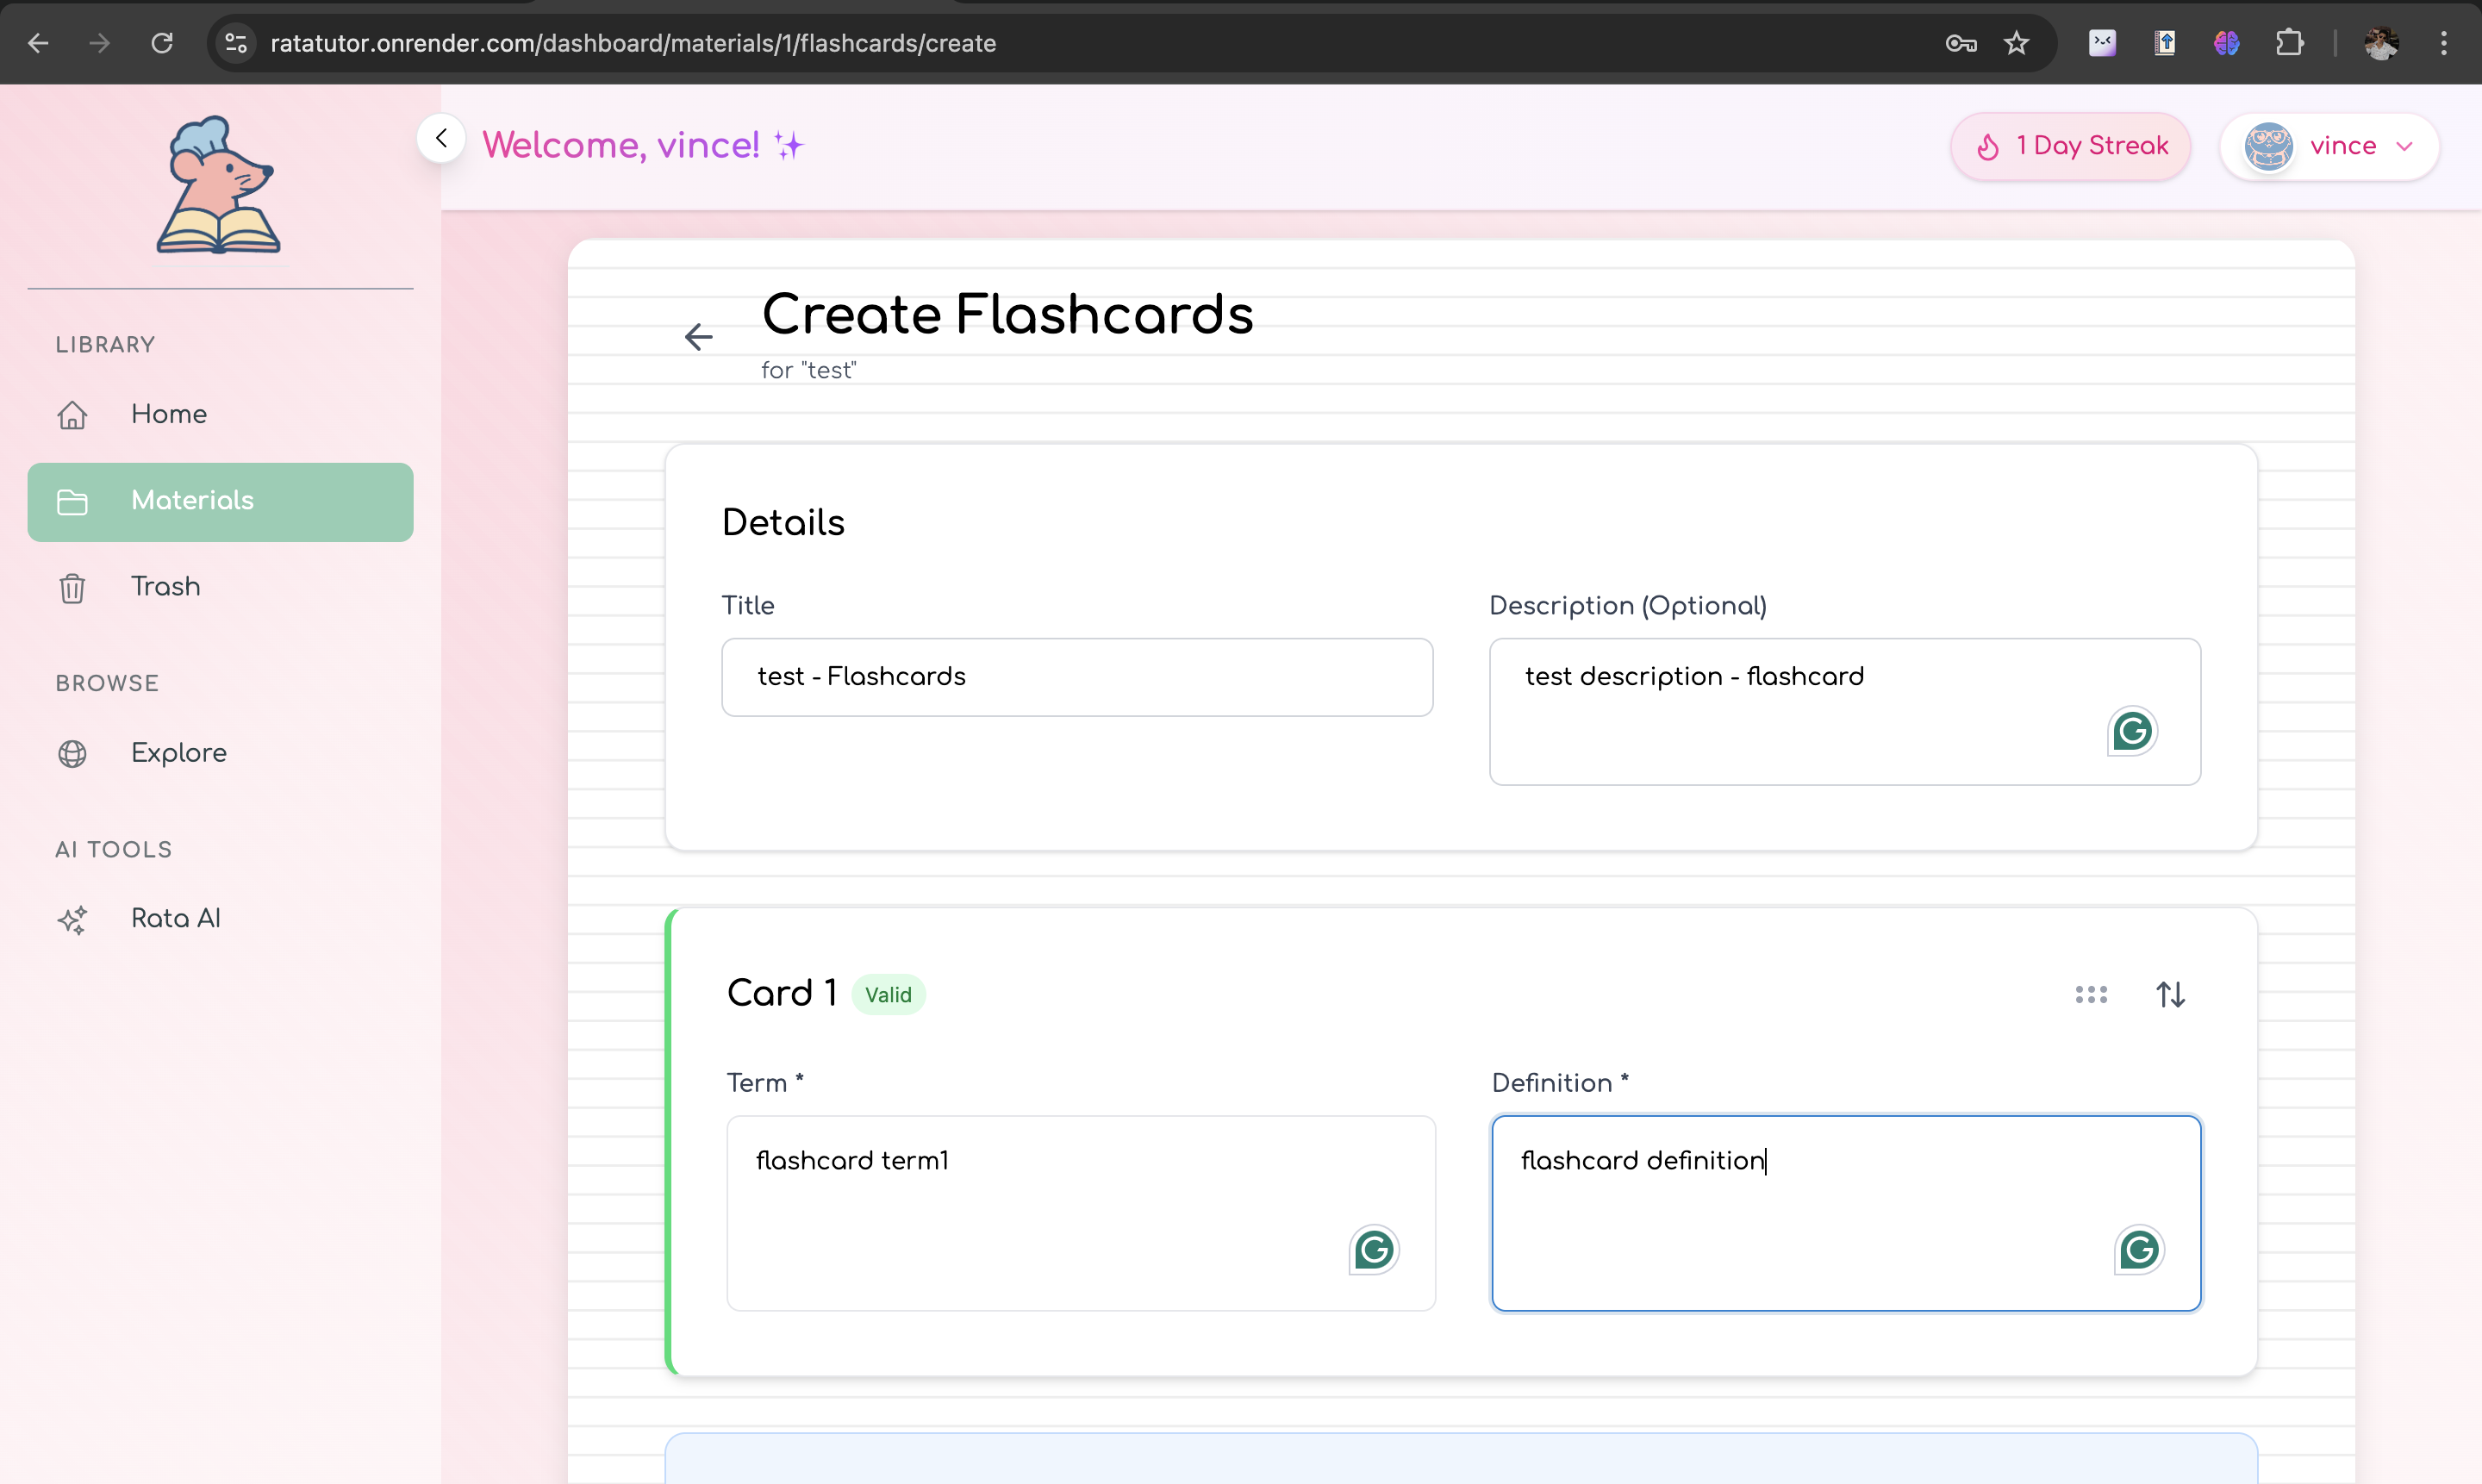 ratatutor.onrender.com/dashboard/materials/1/flashcards/create
Welcome, vince!
1 Day Streak
vince
LIBRARY
Home
Materials
Trash
BROWSE
Explore
AI TOOLS
Rata AI
Create Flashcards
for "test"
Details
Title
Description (Optional)
test - Flashcards
test description - flashcard
Card 1 Valid
Term *
Definition *
flashcard term1
flashcard definition